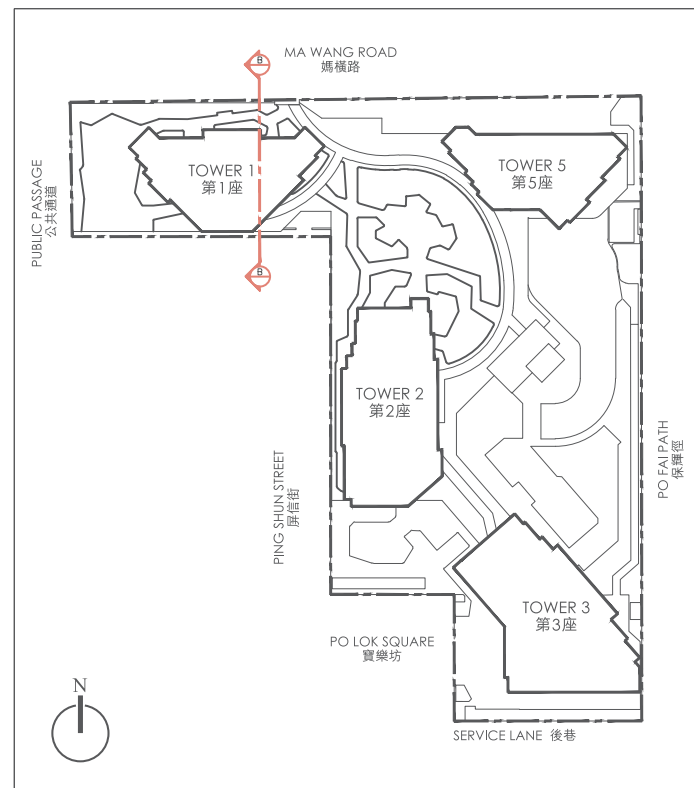 B
MA WANG ROAD
媽橫路
PUBLIC PASSAGE
公共通道
TOWER 1
第1座
TOWER 5
第5座
B
TOWER 2
第2座
PING SHUN STREET
屏信街
PO FAI PATH
保輝徑
TOWER 3
第3座
PO LOK SQUARE
寶樂坊
N
SERVICE LANE 後巷